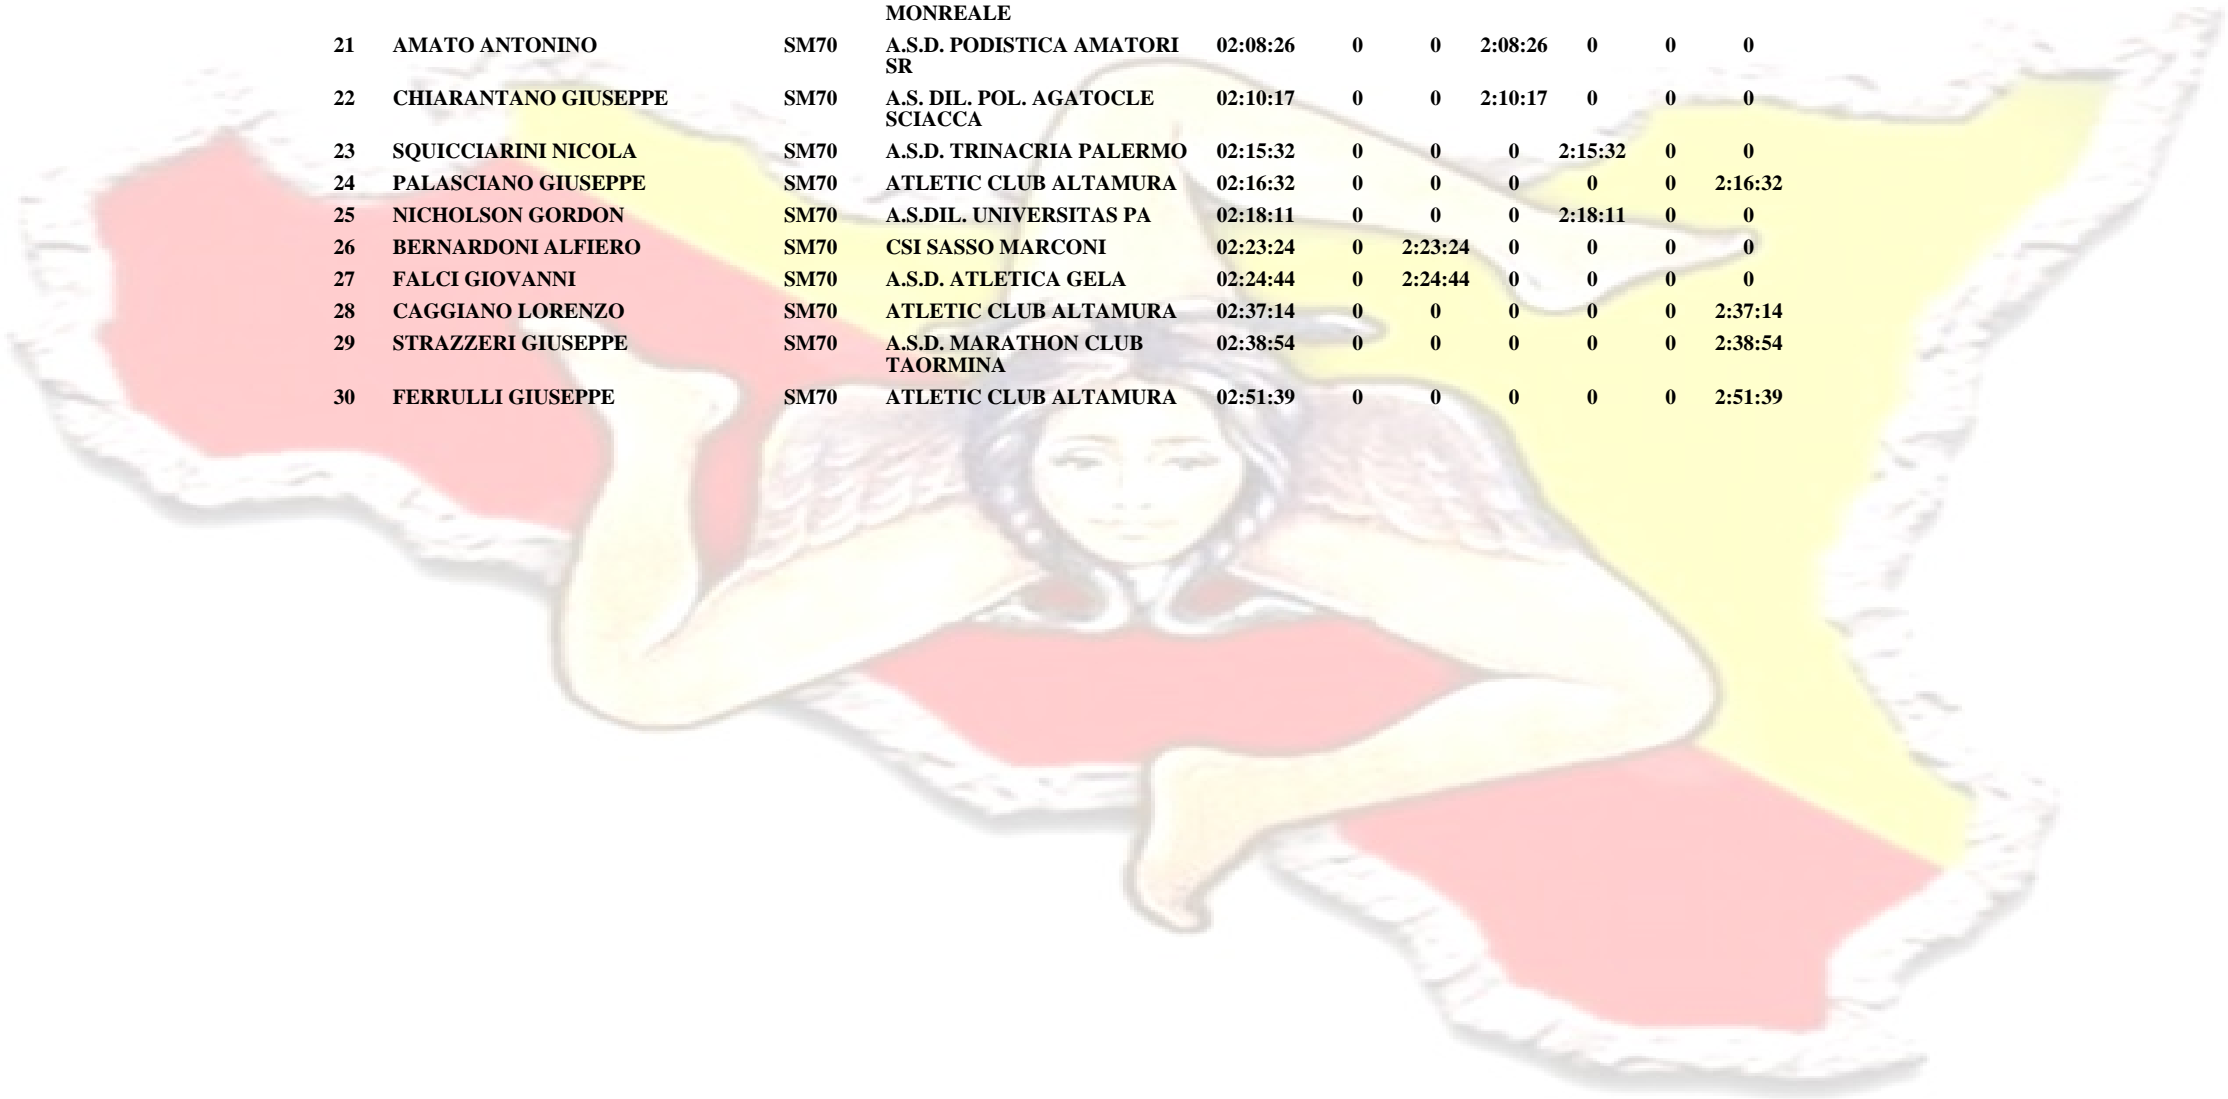 MONREALE
21 AMATO ANTONINO SM70 A.S.D. PODISTICA AMATORI 02:08:26 0 0 2:08:26 0 0 0
SR
22 CHIARANTANO GIUSEPPE SM70 A.S. DIL. POL. AGATOCLE 02:10:17 0 0 2:10:17 0 0 0
SCIACCA
23 SQUICCIARINI NICOLA SM70 A.S.D. TRINACRIA PALERMO 02:15:32 0 0 0 2:15:32 0 0
24 PALASCIANO GIUSEPPE SM70 ATLETIC CLUB ALTAMURA 02:16:32 0 0 0 0 0 2:16:32
25 NICHOLSON GORDON SM70 A.S.DIL. UNIVERSITAS PA 02:18:11 0 0 0 2:18:11 0 0
26 BERNARDONI ALFIERO SM70 CSI SASSO MARCONI 02:23:24 0 2:23:24 0 0 0 0
27 FALCI GIOVANNI SM70 A.S.D. ATLETICA GELA 02:24:44 0 2:24:44 0 0 0 0
28 CAGGIANO LORENZO SM70 ATLETIC CLUB ALTAMURA 02:37:14 0 0 0 0 0 2:37:14
29 STRAZZERI GIUSEPPE SM70 A.S.D. MARATHON CLUB 02:38:54 0 0 0 0 0 2:38:54
TAORMINA
30 FERRULLI GIUSEPPE SM70 ATLETIC CLUB ALTAMURA 02:51:39 0 0 0 0 0 2:51:39